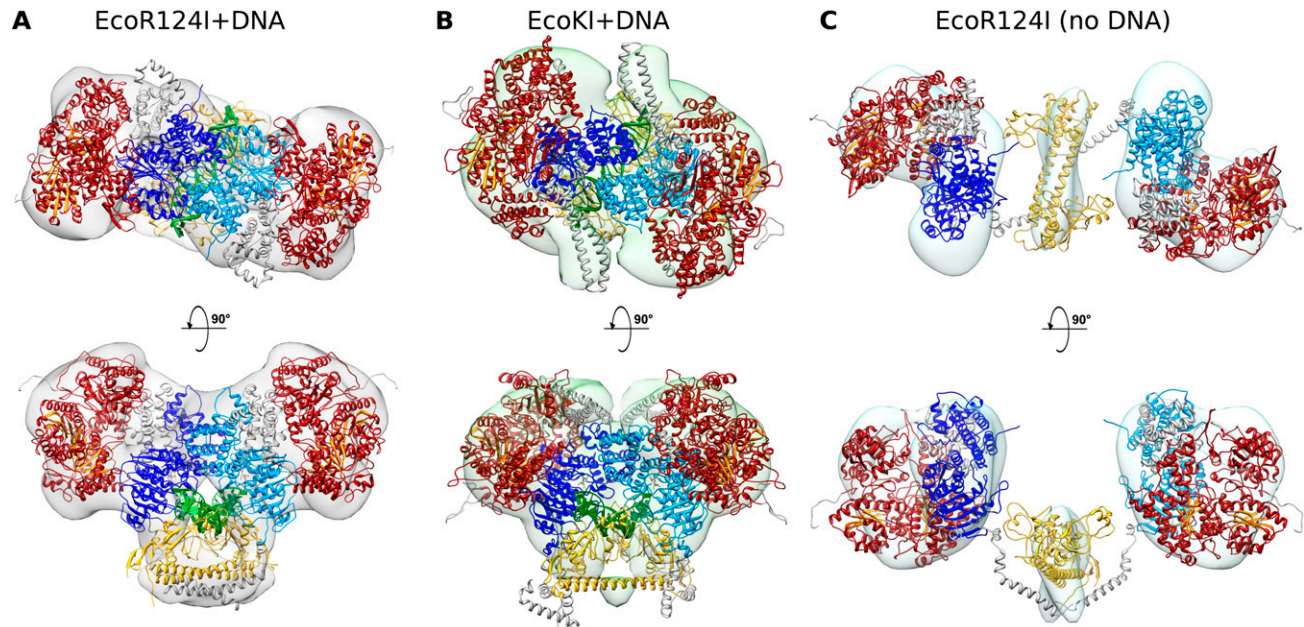 A EcoR124I+DNA
B EcoKI+DNA
C EcoR124I (no DNA)
90°
90°
90°